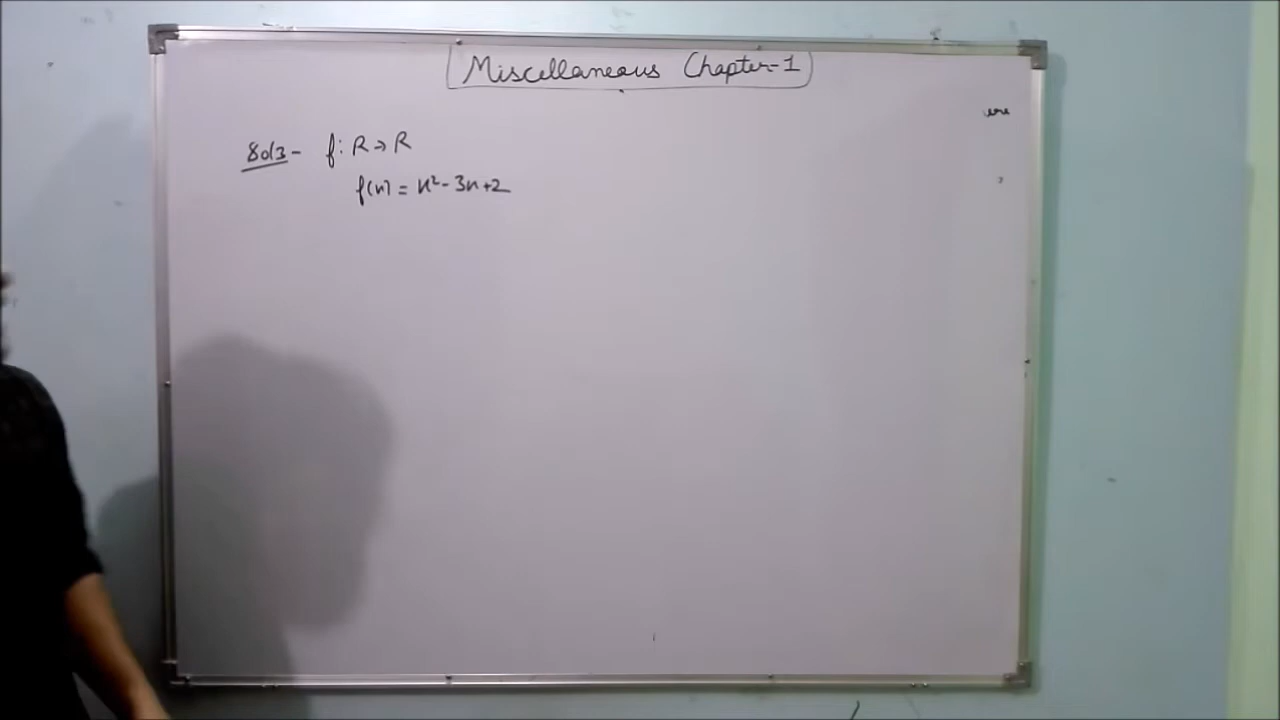 Miscellaneous Chapter-1
Sol3- f: R→R
f(x) = x²-3x+2